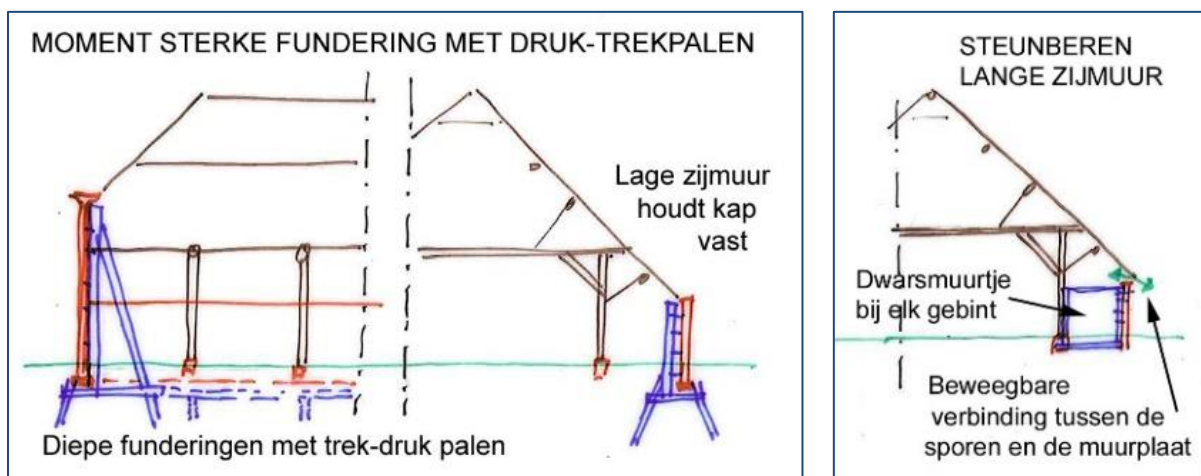 MOMENT STERKE FUNDERING MET DRUK-TREKPALEN
Lage zijmuur
houdt kap
vast
Diepe funderingen met trek-druk palen
STEUNBEREN
LANGE ZIJMUUR
Dwarsmuurtje
bij elk gebint
Beweegbare
verbinding tussen de
sporen en de muurplaat